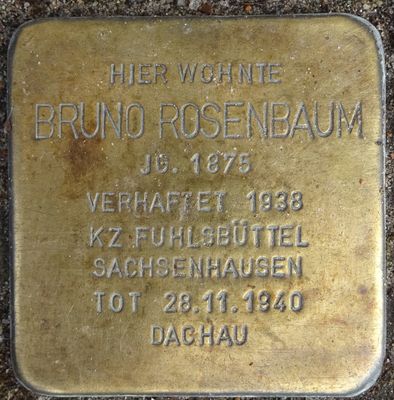 HIER WOHNTE
BRUNO ROSENBAUM
JG. 1875
VERHAFTET 1938
KZ FUHLSBÜTTEL
SACHSENHAUSEN
TOT 28.11.1940
DACHAU